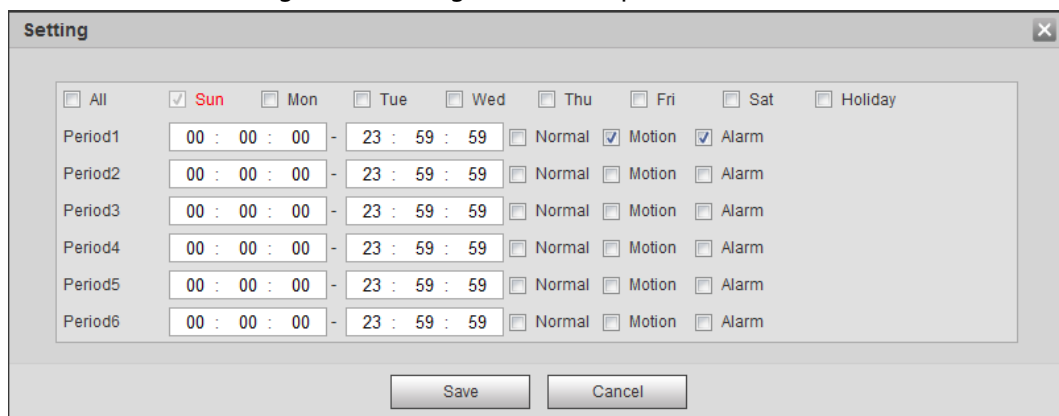 Setting
All Sun Mon Tue Wed Thu Fri Sat Holiday
Period1 00 : 00 : 00 - 23 : 59 : 59 Normal Motion Alarm
Period2 00 : 00 : 00 - 23 : 59 : 59 Normal Motion Alarm
Period3 00 : 00 : 00 - 23 : 59 : 59 Normal Motion Alarm
Period4 00 : 00 : 00 - 23 : 59 : 59 Normal Motion Alarm
Period5 00 : 00 : 00 - 23 : 59 : 59 Normal Motion Alarm
Period6 00 : 00 : 00 - 23 : 59 : 59 Normal Motion Alarm
Save Cancel